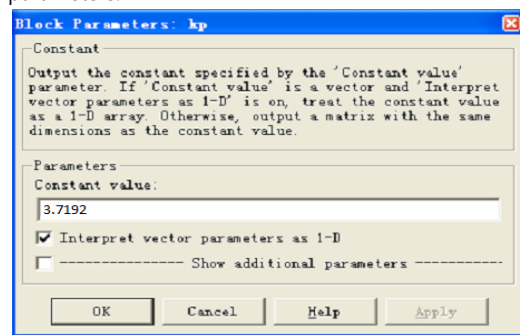 parameters.
Block Parameters: kp
Constant
Output the constant specified by the 'Constant value'
parameter. If 'Constant value' is a vector and 'Interpret
vector parameters as 1-D' is on, treat the constant value
as a 1-D array. Otherwise, output a matrix with the same
dimensions as the constant value.
Parameters
Constant value:
3.7192
Interpret vector parameters as 1-D
---------------- Show additional parameters ----------------
OK Cancel Help Apply